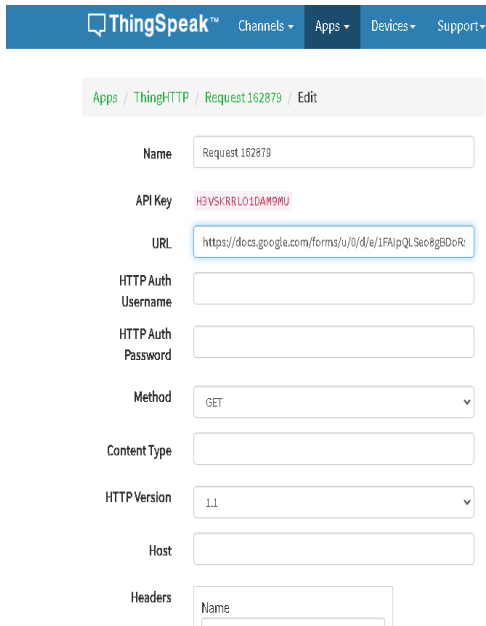 ThingSpeak™ Channels Apps Devices Support
Apps / ThingHTTP / Request 162879 / Edit
Name Request 162879
API Key H3VSKRRLO1DAM9MU
URL https://docs.google.com/forms/u/0/d/e/1FAIpQLSeo8gBDoR
HTTP Auth
Username
HTTP Auth
Password
Method GET
Content Type
HTTP Version 1.1
Host
Headers
Name